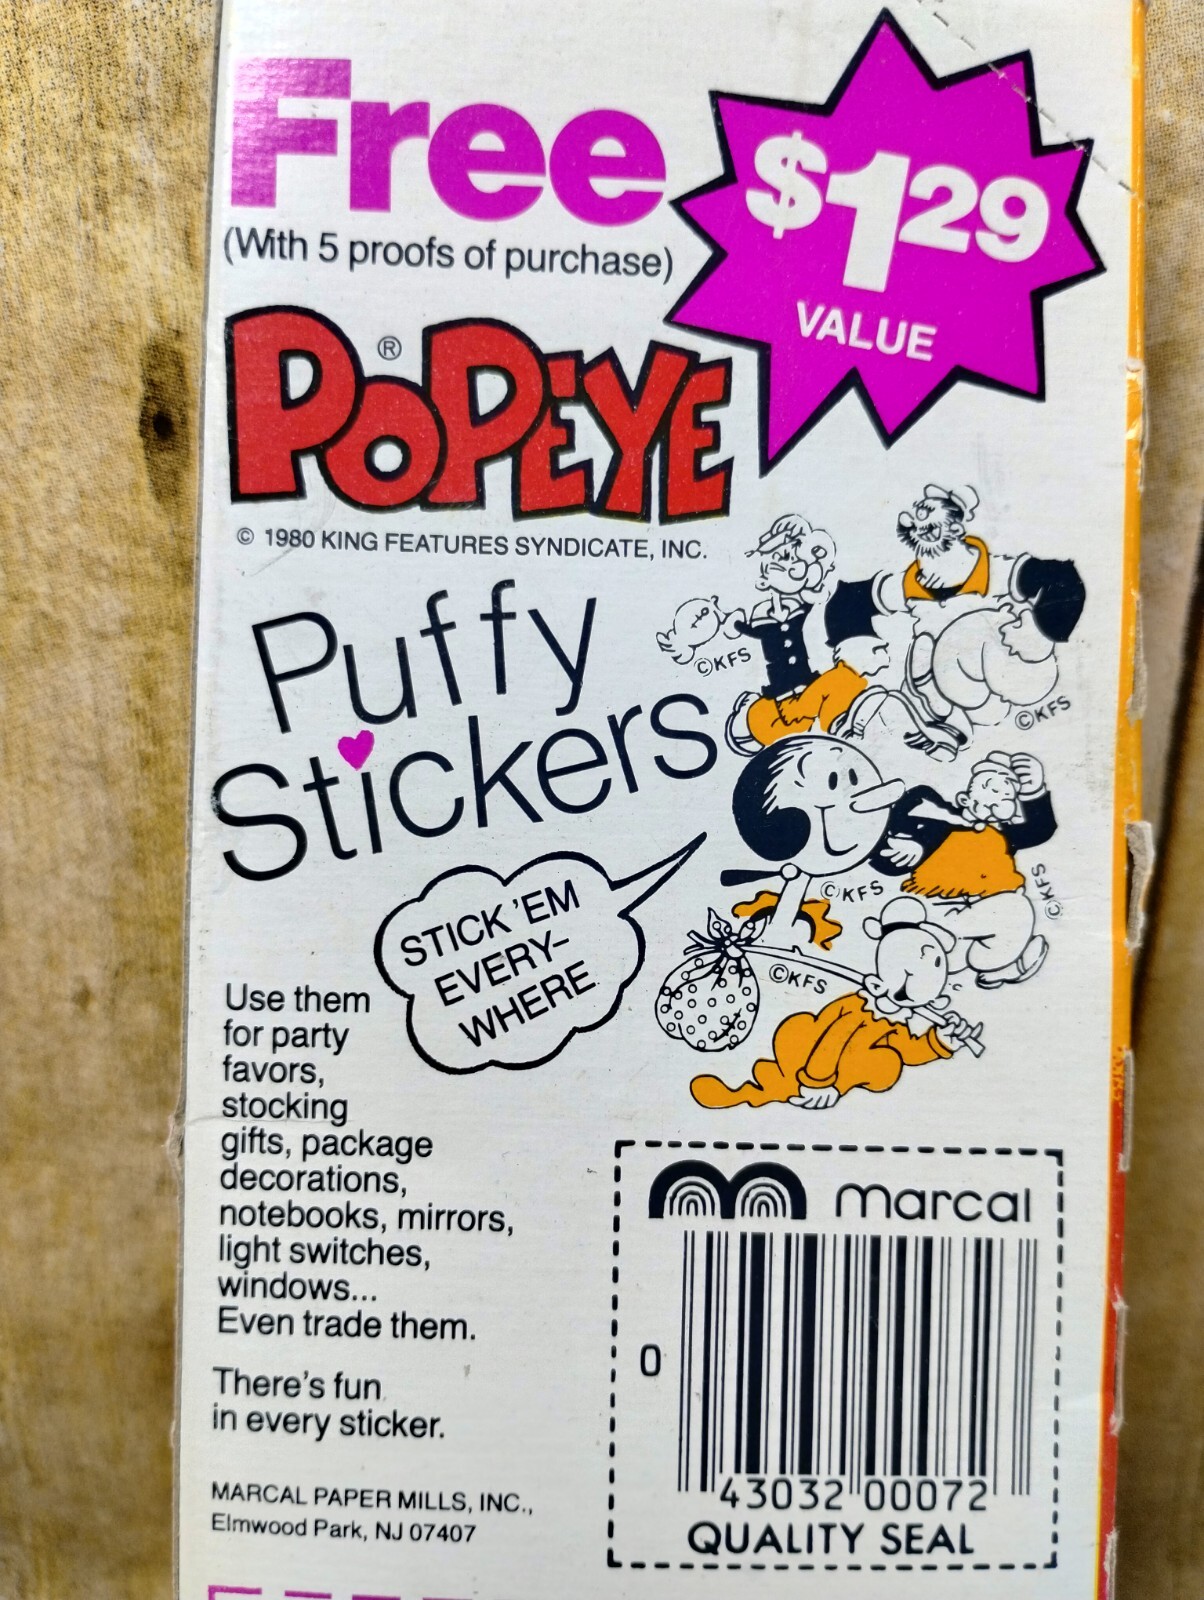 Free
(With 5 proofs of purchase)
$1.29
VALUE
POPEYE®
© 1980 KING FEATURES SYNDICATE, INC.
Puffy
Stickers
©KFS
©KFS
©KFS
©KFS
©KFS
STICK 'EM
EVERY-
WHERE
Use them
for party
favors,
stocking
gifts, package
decorations,
notebooks, mirrors,
light switches,
windows...
Even trade them.
There's fun
in every sticker.
MARCAL PAPER MILLS, INC.,
Elmwood Park, NJ 07407
marcal
0 43032 00072
QUALITY SEAL